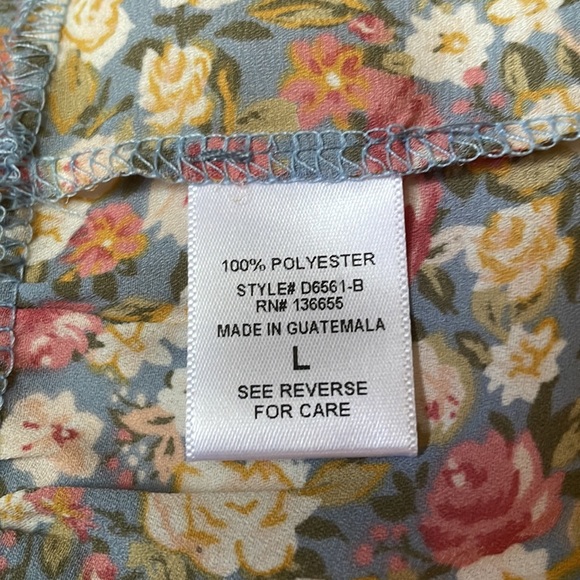 100% POLYESTER
STYLE# D6561-B
RN# 136655
MADE IN GUATEMALA
L
SEE REVERSE
FOR CARE